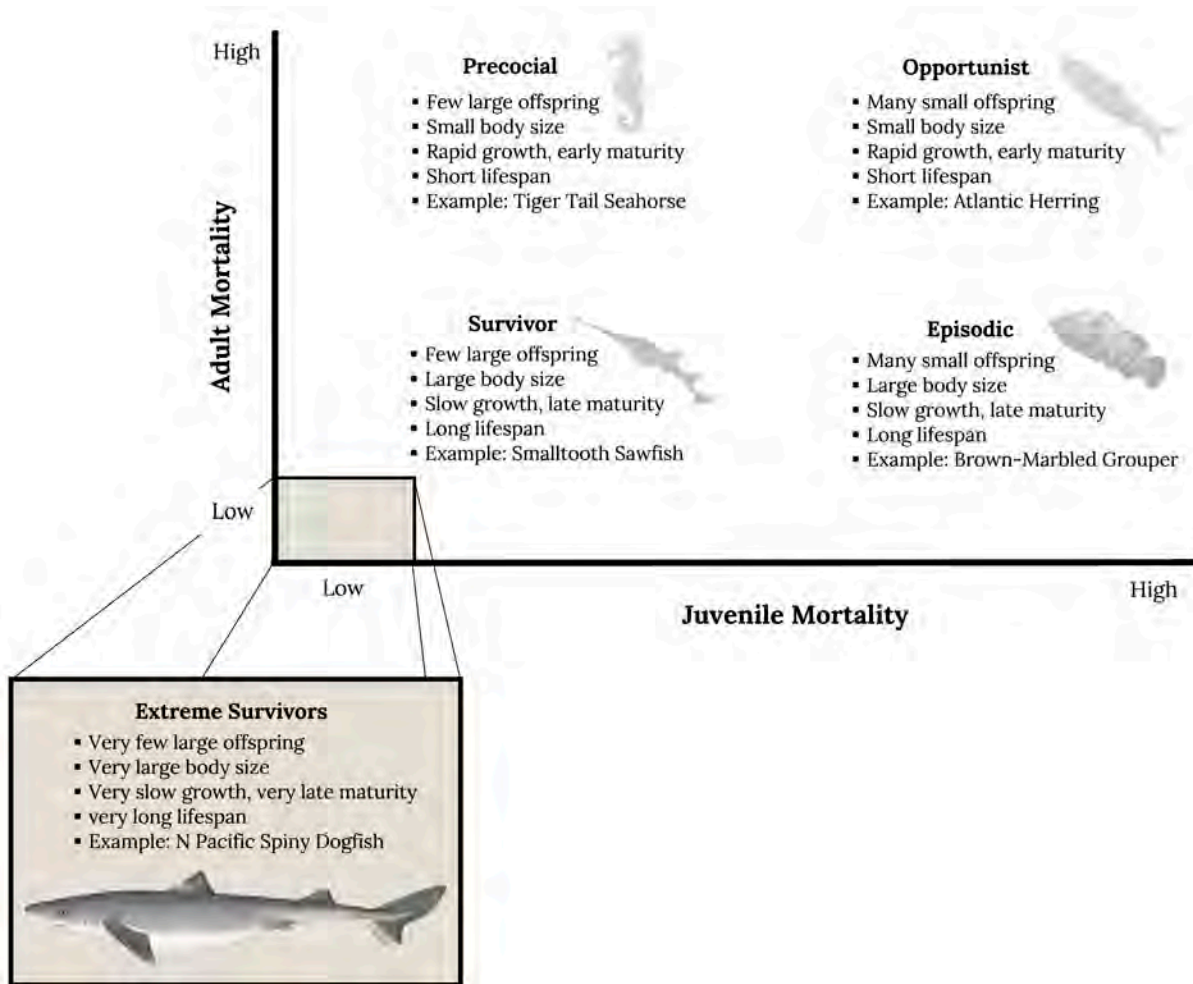 High
Adult Mortality
Low
Precocial
▪ Few large offspring
▪ Small body size
▪ Rapid growth, early maturity
▪ Short lifespan
▪ Example: Tiger Tail Seahorse
Opportunist
▪ Many small offspring
▪ Small body size
▪ Rapid growth, early maturity
▪ Short lifespan
▪ Example: Atlantic Herring
Survivor
▪ Few large offspring
▪ Large body size
▪ Slow growth, late maturity
▪ Long lifespan
▪ Example: Smalltooth Sawfish
Episodic
▪ Many small offspring
▪ Large body size
▪ Slow growth, late maturity
▪ Long lifespan
▪ Example: Brown-Marbled Grouper
Low
High
Juvenile Mortality
Extreme Survivors
▪ Very few large offspring
▪ Very large body size
▪ Very slow growth, very late maturity
▪ very long lifespan
▪ Example: N Pacific Spiny Dogfish